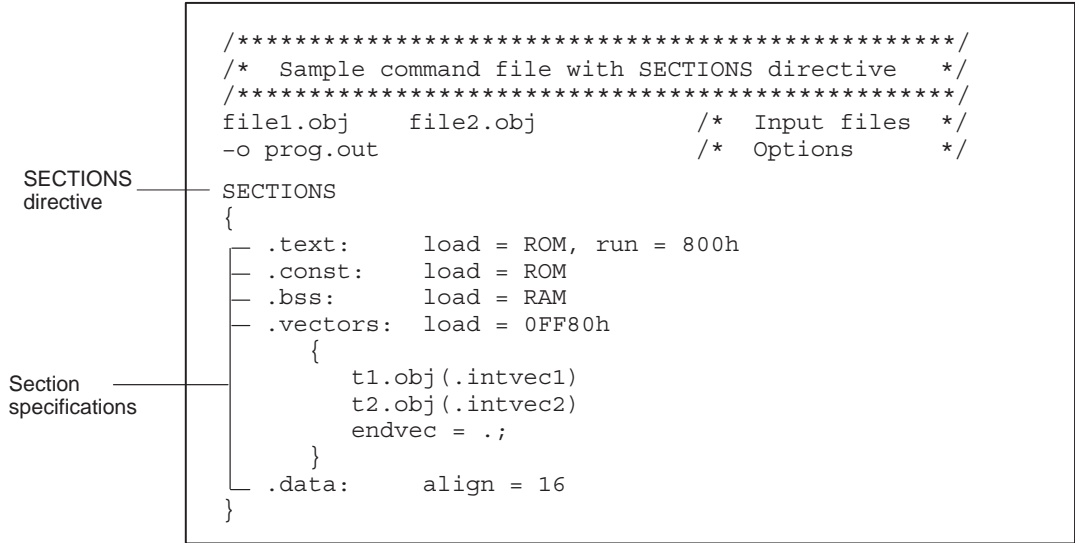 /**************************************************/
/*  Sample command file with SECTIONS directive   */
/**************************************************/
file1.obj    file2.obj           /*  Input files  */
–o prog.out                      /*  Options      */
SECTIONS
directive
SECTIONS
{
.text:     load = ROM, run = 800h
.const:    load = ROM
.bss:      load = RAM
.vectors:  load = 0FF80h
{
t1.obj(.intvec1)
t2.obj(.intvec2)
endvec = .;
}
.data:     align = 16
}
Section
specifications